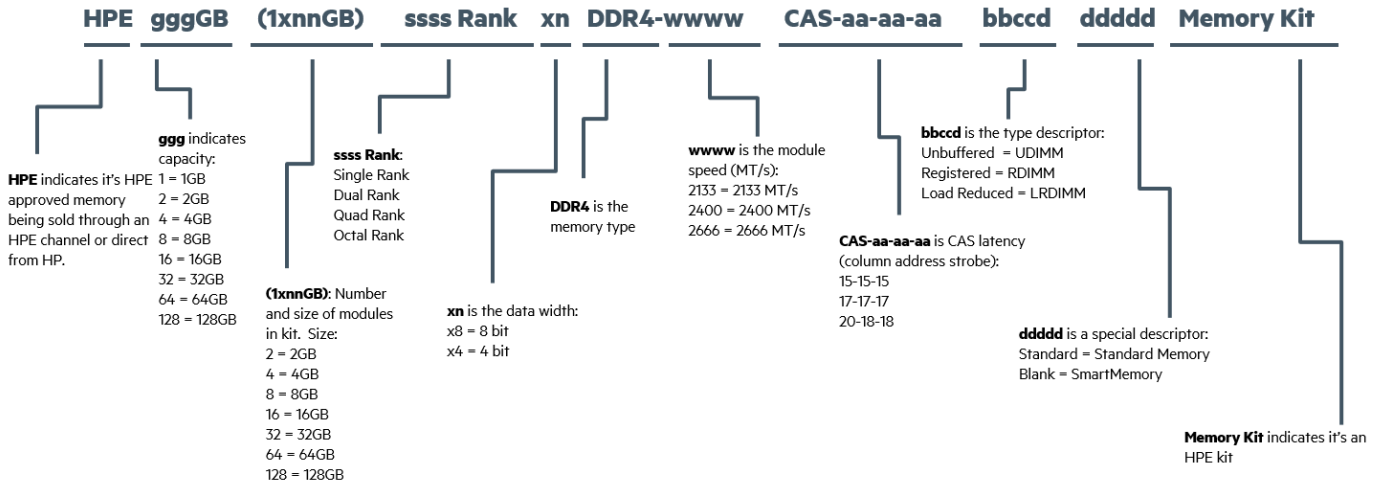 HPE gggGB (1xnnGB) ssss Rank xn DDR4-wwww CAS-aa-aa-aa bbccd ddddd Memory Kit
HPE indicates it's HPE
approved memory
being sold through an
HPE channel or direct
from HP.
ggg indicates
capacity:
1 = 1GB
2 = 2GB
4 = 4GB
8 = 8GB
16 = 16GB
32 = 32GB
64 = 64GB
128 = 128GB
(1xnnGB): Number
and size of modules
in kit. Size:
2 = 2GB
4 = 4GB
8 = 8GB
16 = 16GB
32 = 32GB
64 = 64GB
128 = 128GB
ssss Rank:
Single Rank
Dual Rank
Quad Rank
Octal Rank
xn is the data width:
x8 = 8 bit
x4 = 4 bit
DDR4 is the
memory type
wwww is the module
speed (MT/s):
2133 = 2133 MT/s
2400 = 2400 MT/s
2666 = 2666 MT/s
CAS-aa-aa-aa is CAS latency
(column address strobe):
15-15-15
17-17-17
20-18-18
bbccd is the type descriptor:
Unbuffered = UDIMM
Registered = RDIMM
Load Reduced = LRDIMM
ddddd is a special descriptor:
Standard = Standard Memory
Blank = SmartMemory
Memory Kit indicates it's an
HPE kit